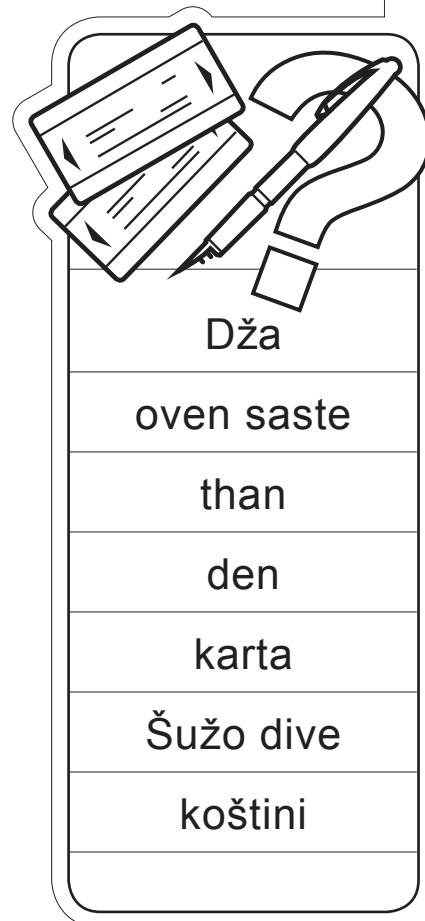 Dža
oven saste
than
den
karta
Šužo dive
koštini